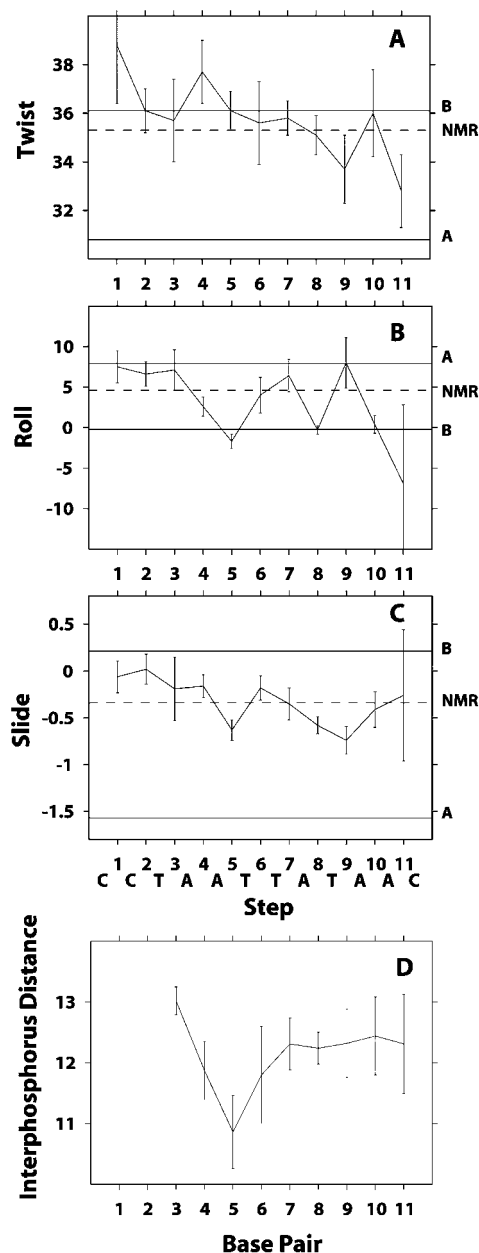 A
38
36
34
32
Twist
B
NMR
A
1 2 3 4 5 6 7 8 9 10 11
B
10
5
0
-5
-10
Roll
A
NMR
B
1 2 3 4 5 6 7 8 9 10 11
C
0.5
0
-0.5
-1
-1.5
Slide
B
NMR
A
1 2 3 4 5 6 7 8 9 10 11
C C T A A T T A T A A C
Step
D
13
12
11
Interphosphorus Distance
1 2 3 4 5 6 7 8 9 10 11
Base Pair